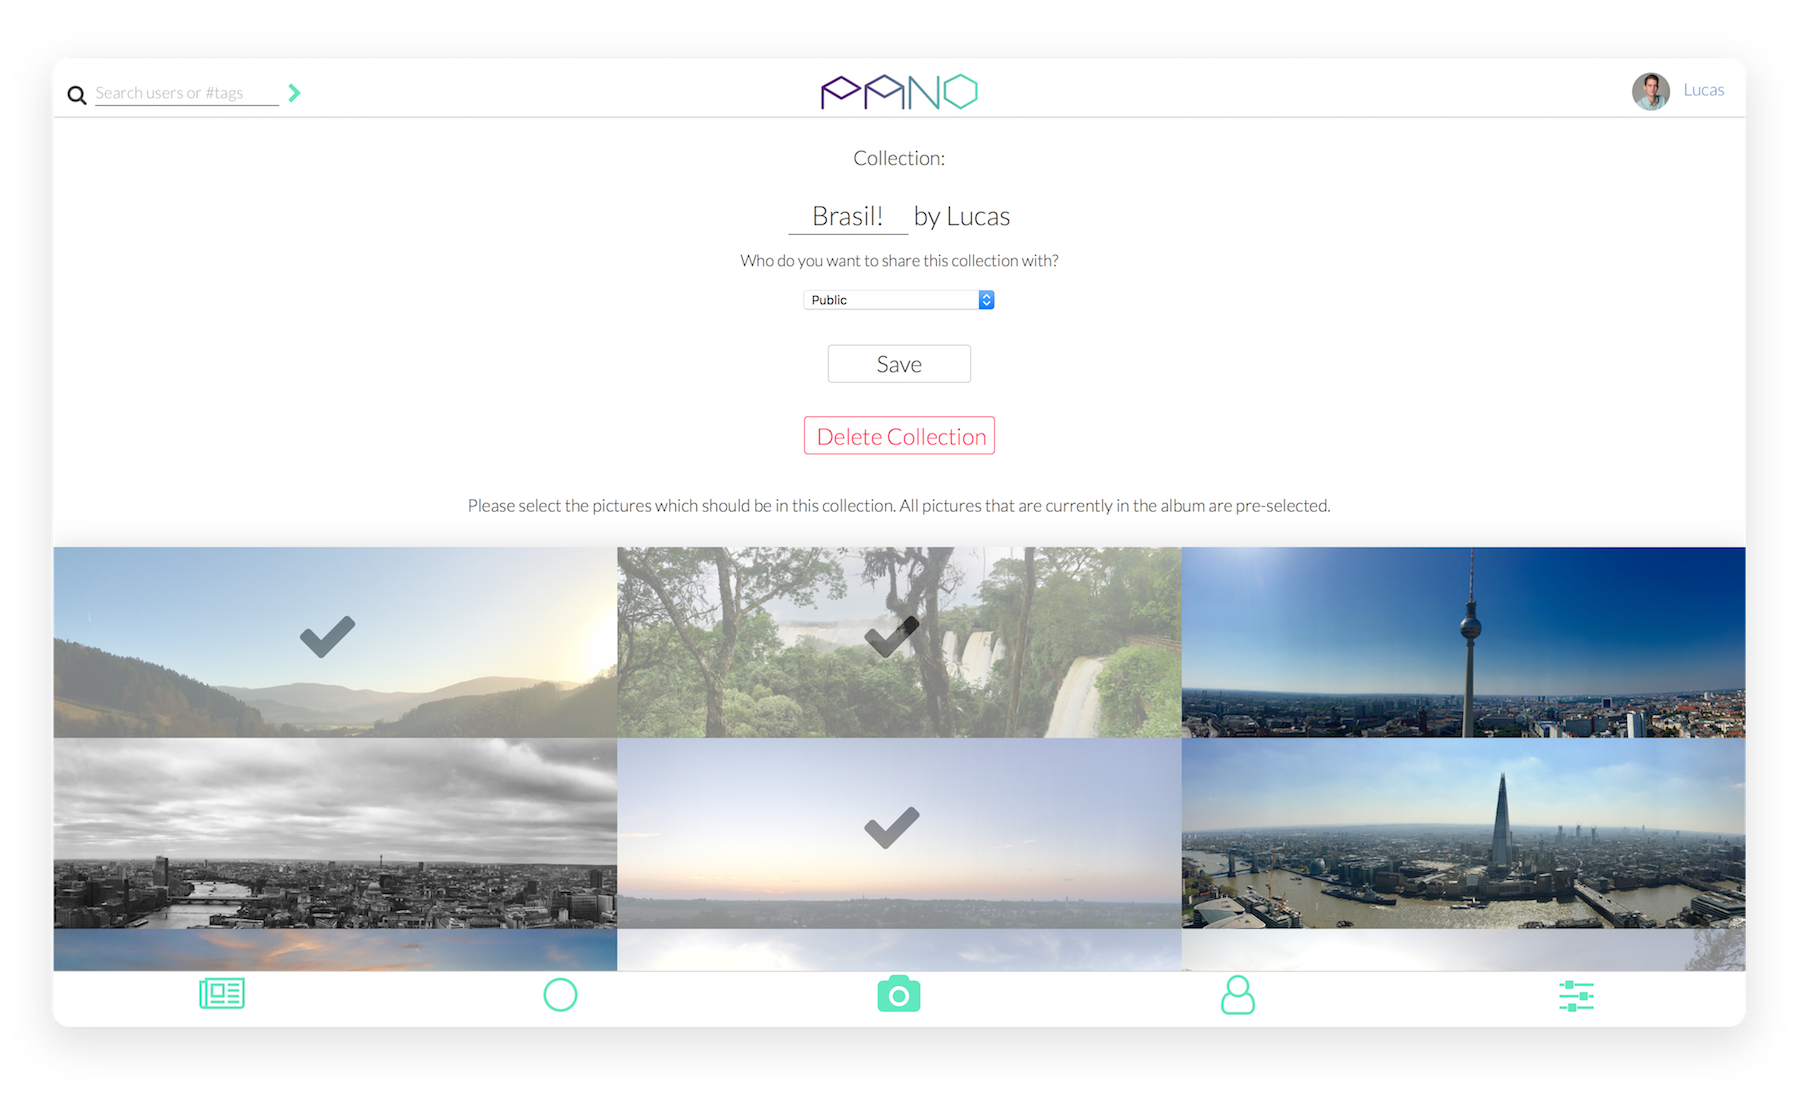 Search users or #tags
PANO
Lucas
Collection:
Brasil! by Lucas
Who do you want to share this collection with?
Public
Save
Delete Collection
Please select the pictures which should be in this collection. All pictures that are currently in the album are pre-selected.